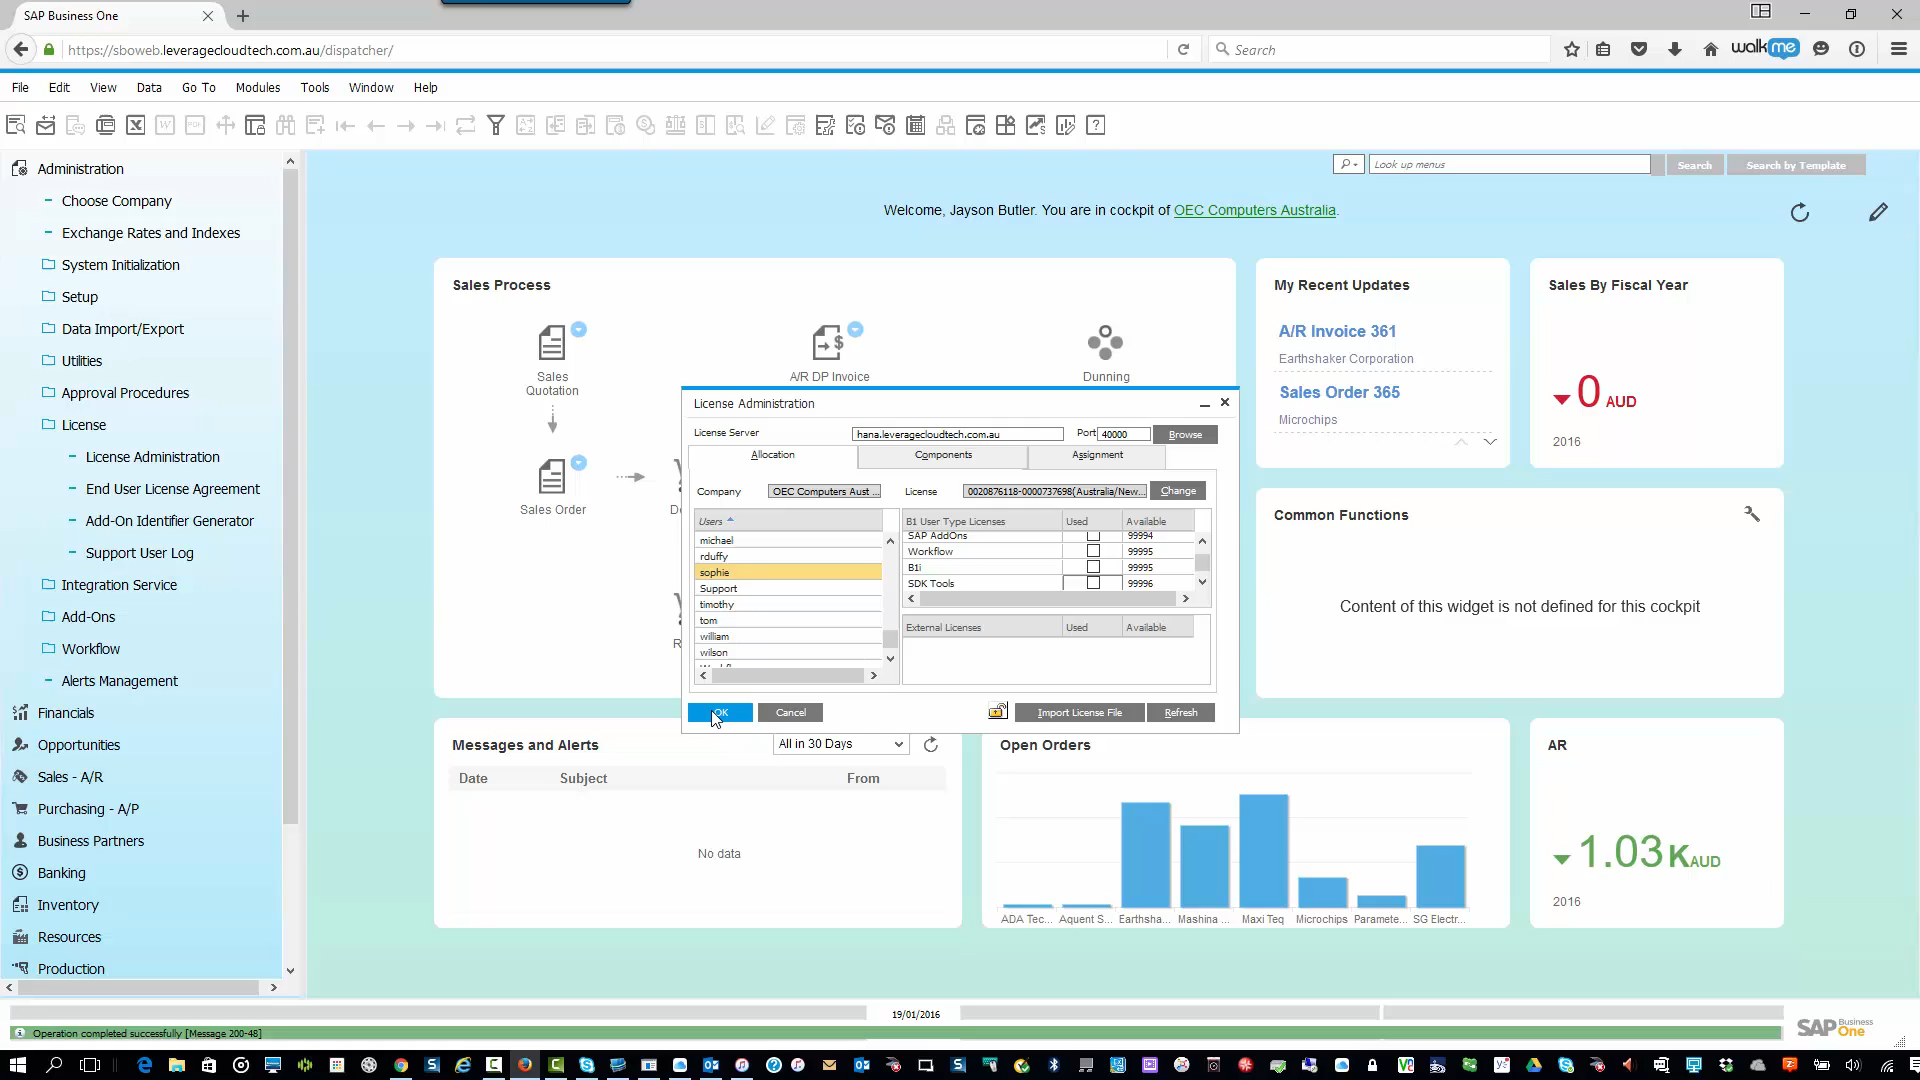 SAP Business One
https://sboweb.leveragecloudtech.com.au/dispatcher/
Search
walkme
File Edit View Data Go To Modules Tools Window Help
Administration
Choose Company
Exchange Rates and Indexes
System Initialization
Setup
Data Import/Export
Utilities
Approval Procedures
License
License Administration
End User License Agreement
Add-On Identifier Generator
Support User Log
Integration Service
Add-Ons
Workflow
Alerts Management
Financials
Opportunities
Sales - A/R
Purchasing - A/P
Business Partners
Banking
Inventory
Resources
Production
Look up menus
Search
Search by Template
Welcome, Jayson Butler. You are in cockpit of OEC Computers Australia.
Sales Process
Sales
Quotation
A/R DP Invoice
Dunning
Sales Order
My Recent Updates
A/R Invoice 361
Earthshaker Corporation
Sales Order 365
Microchips
Sales By Fiscal Year
0 AUD
2016
License Administration
License Server hana.leveragecloudtech.com.au Port 40000 Browse
Allocation Components Assignment
Company OEC Computers Aust ... License 0020876118-0000737698(Australia/New... Change
Users
michael
rduffy
sophie
Support
timothy
tom
william
wilson
B1 User Type Licenses Used Available
SAP AddOns 99994
Workflow 99995
B1i 99995
SDK Tools 99996
External Licenses Used Available
OK Cancel Import License File Refresh
Common Functions
Content of this widget is not defined for this cockpit
Messages and Alerts All in 30 Days
Date Subject From
No data
Open Orders
ADA Tec... Aquent S... Earthsha... Mashina ... Maxi Teq Microchips Paramete... SG Electr...
AR
1.03 KAUD
2016
19/01/2016
Operation completed successfully [Message 200-48]
SAP Business One